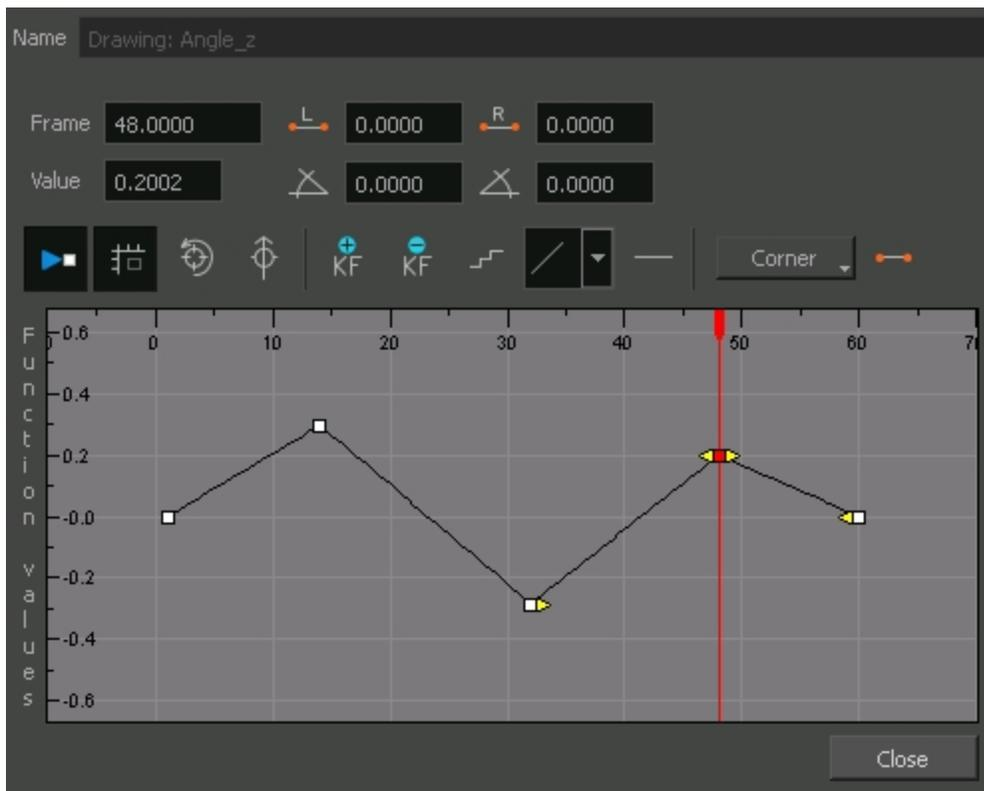 Name Drawing: Angle_z
Frame 48.0000 L 0.0000 R 0.0000
Value 0.2002 0.0000 0.0000
KF KF Corner
Function values
0.6
0 10 20 30 40 50 60
0.4
0.2
-0.0
-0.2
-0.4
-0.6
Close